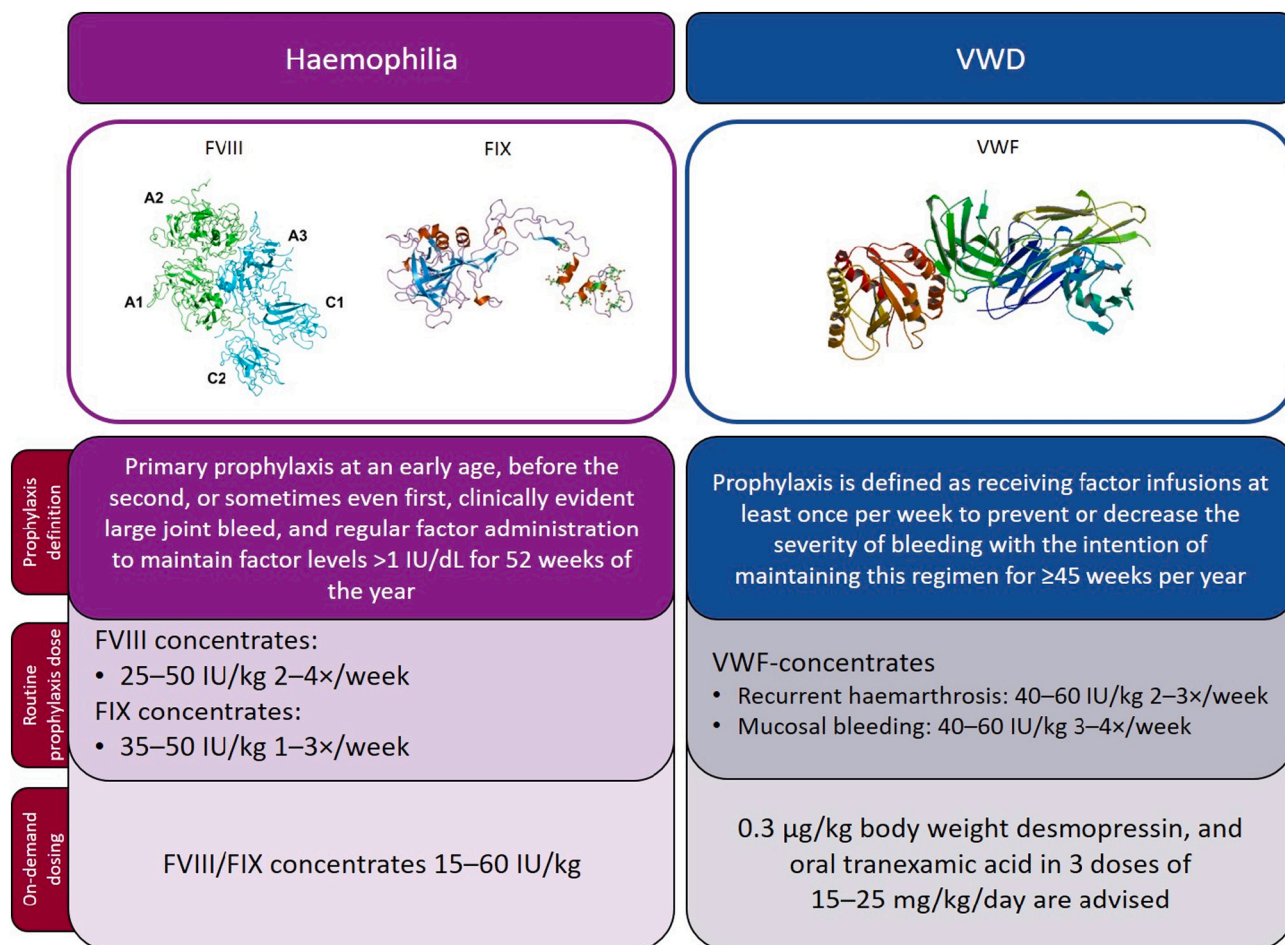 Haemophilia
VWD
FVIII
FIX
VWF
A2
A3
A1
C1
C2
Prophylaxis
definition
Primary prophylaxis at an early age, before the
second, or sometimes even first, clinically evident
large joint bleed, and regular factor administration
to maintain factor levels >1 IU/dL for 52 weeks of
the year
Prophylaxis is defined as receiving factor infusions at
least once per week to prevent or decrease the
severity of bleeding with the intention of
maintaining this regimen for ≥45 weeks per year
Routine
prophylaxis dose
FVIII concentrates:
• 25–50 IU/kg 2–4×/week
FIX concentrates:
• 35–50 IU/kg 1–3×/week
VWF-concentrates
• Recurrent haemarthrosis: 40–60 IU/kg 2–3×/week
• Mucosal bleeding: 40–60 IU/kg 3–4×/week
On-demand
dosing
FVIII/FIX concentrates 15–60 IU/kg
0.3 µg/kg body weight desmopressin, and
oral tranexamic acid in 3 doses of
15–25 mg/kg/day are advised